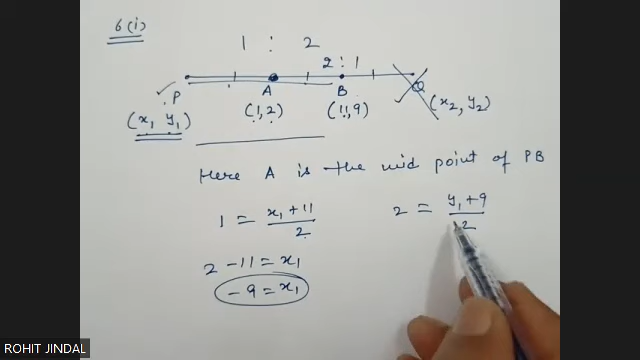 6(i)
1 : 2
2 : 1
P A B Q
(x₁ y₁) (1,2) (11,9) (x₂, y₂)
Here A is the mid point of PB
1 = x₁ + 11 / 2 2 = y₁ + 9 / 2
2 - 11 = x₁
- 9 = x₁
ROHIT JINDAL